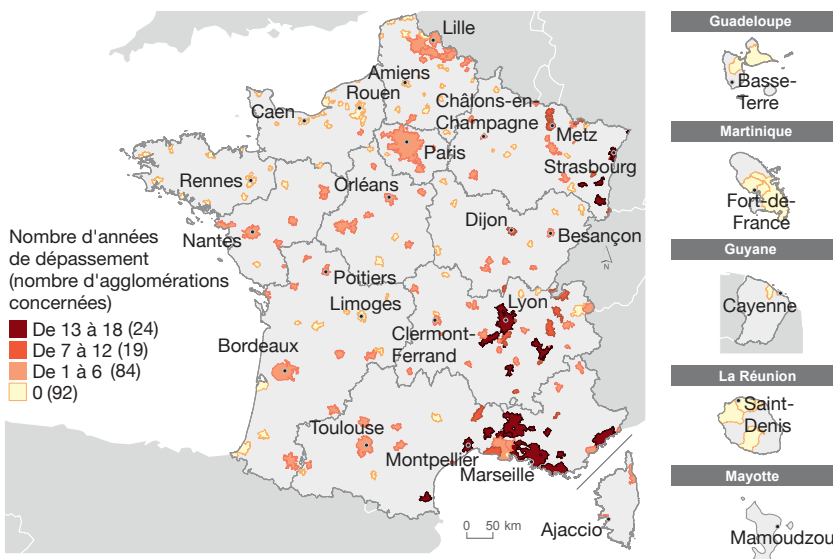 Lille
Amiens
Rouen
Caen
Châlons-en-
Champagne
Metz
Paris
Strasbourg
Rennes
Orléans
Dijon
Besançon
Nantes
Poitiers
Limoges
Lyon
Clermont-
Ferrand
Bordeaux
Toulouse
Montpellier
Marseille
Ajaccio
N
0 50 km
Nombre d'années
de dépassement
(nombre d'agglomérations
concernées)
De 13 à 18 (24)
De 7 à 12 (19)
De 1 à 6 (84)
0 (92)
Guadeloupe
Basse-
Terre
Martinique
Fort-de-
France
Guyane
Cayenne
La Réunion
Saint-
Denis
Mayotte
Mamoudzou